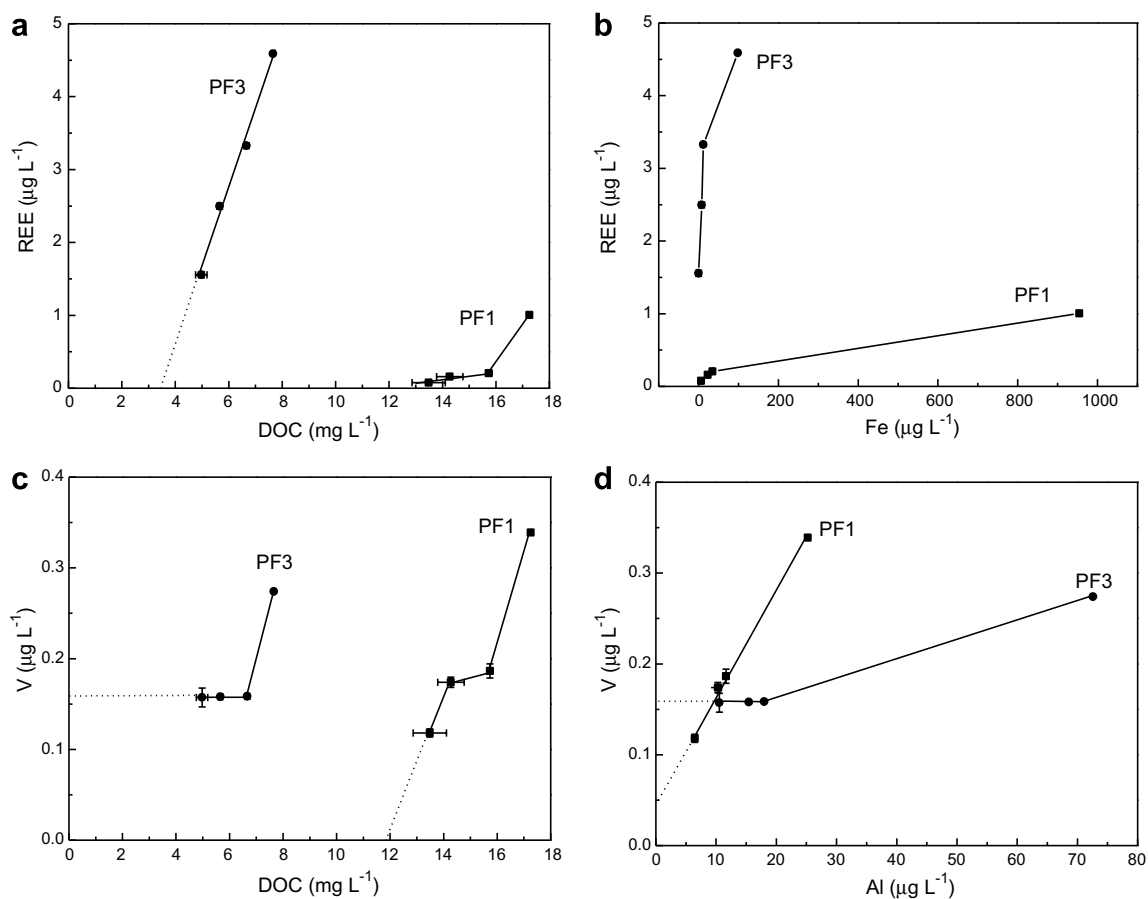 a
5
4
3
2
1
0
REE (µg L⁻¹)
PF3
PF1
0 2 4 6 8 10 12 14 16 18
DOC (mg L⁻¹)
b
5
4
3
2
1
0
REE (µg L⁻¹)
PF3
PF1
0 200 400 600 800 1000
Fe (µg L⁻¹)
c
0.4
0.3
0.2
0.1
0.0
V (µg L⁻¹)
PF3
PF1
0 2 4 6 8 10 12 14 16 18
DOC (mg L⁻¹)
d
0.4
0.3
0.2
0.1
0.0
V (µg L⁻¹)
PF1
PF3
0 10 20 30 40 50 60 70 80
Al (µg L⁻¹)